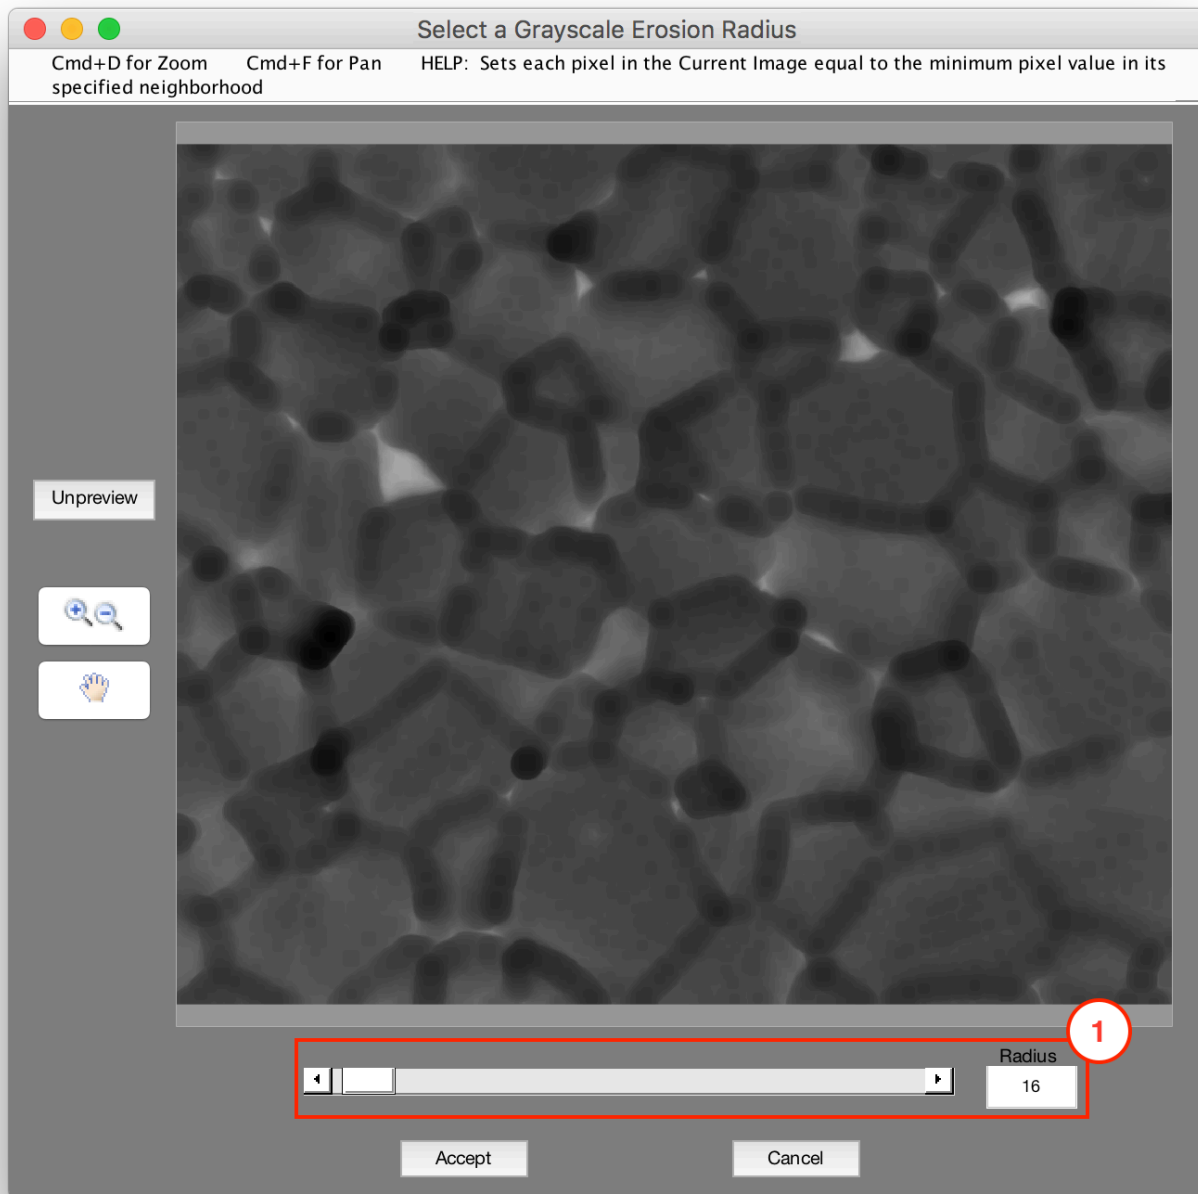 Select a Grayscale Erosion Radius
Cmd+D for Zoom Cmd+F for Pan HELP: Sets each pixel in the Current Image equal to the minimum pixel value in its
specified neighborhood
Unpreview
1
Radius
16
Accept
Cancel